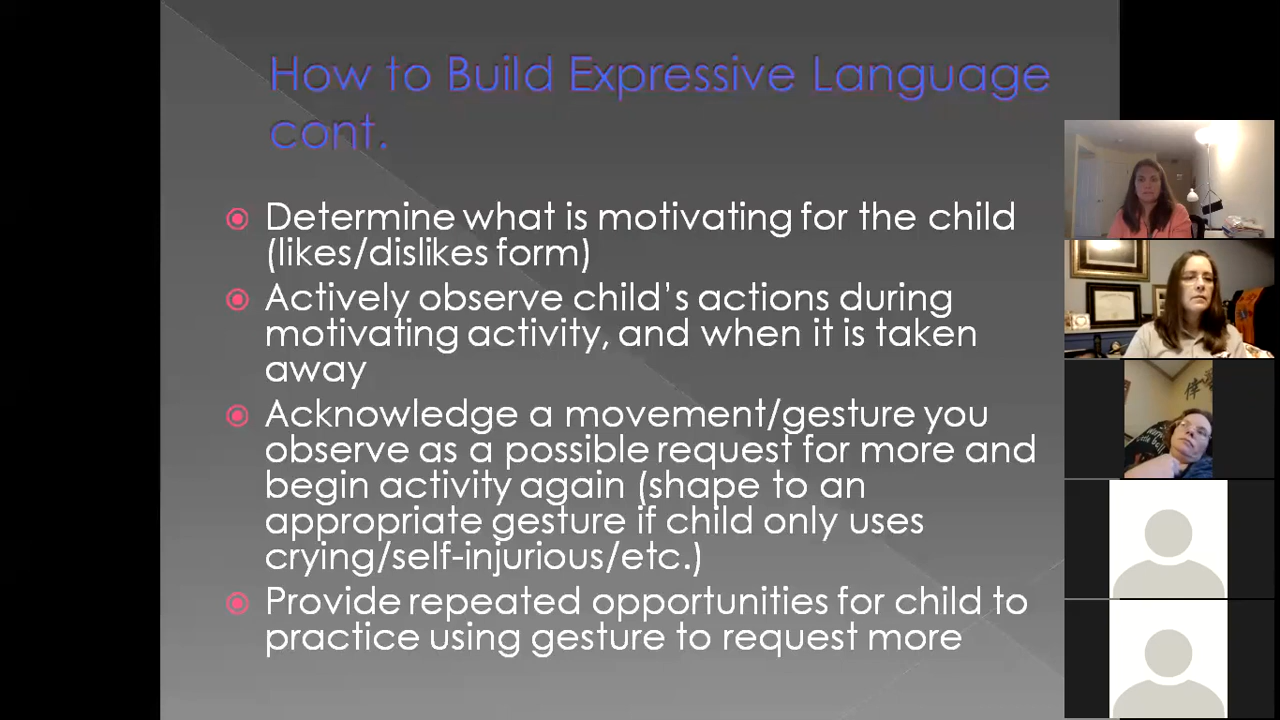 How to Build Expressive Language
cont.
Determine what is motivating for the child
(likes/dislikes form)
Actively observe child's actions during
motivating activity, and when it is taken
away
Acknowledge a movement/gesture you
observe as a possible request for more and
begin activity again (shape to an
appropriate gesture if child only uses
crying/self-injurious/etc.)
Provide repeated opportunities for child to
practice using gesture to request more